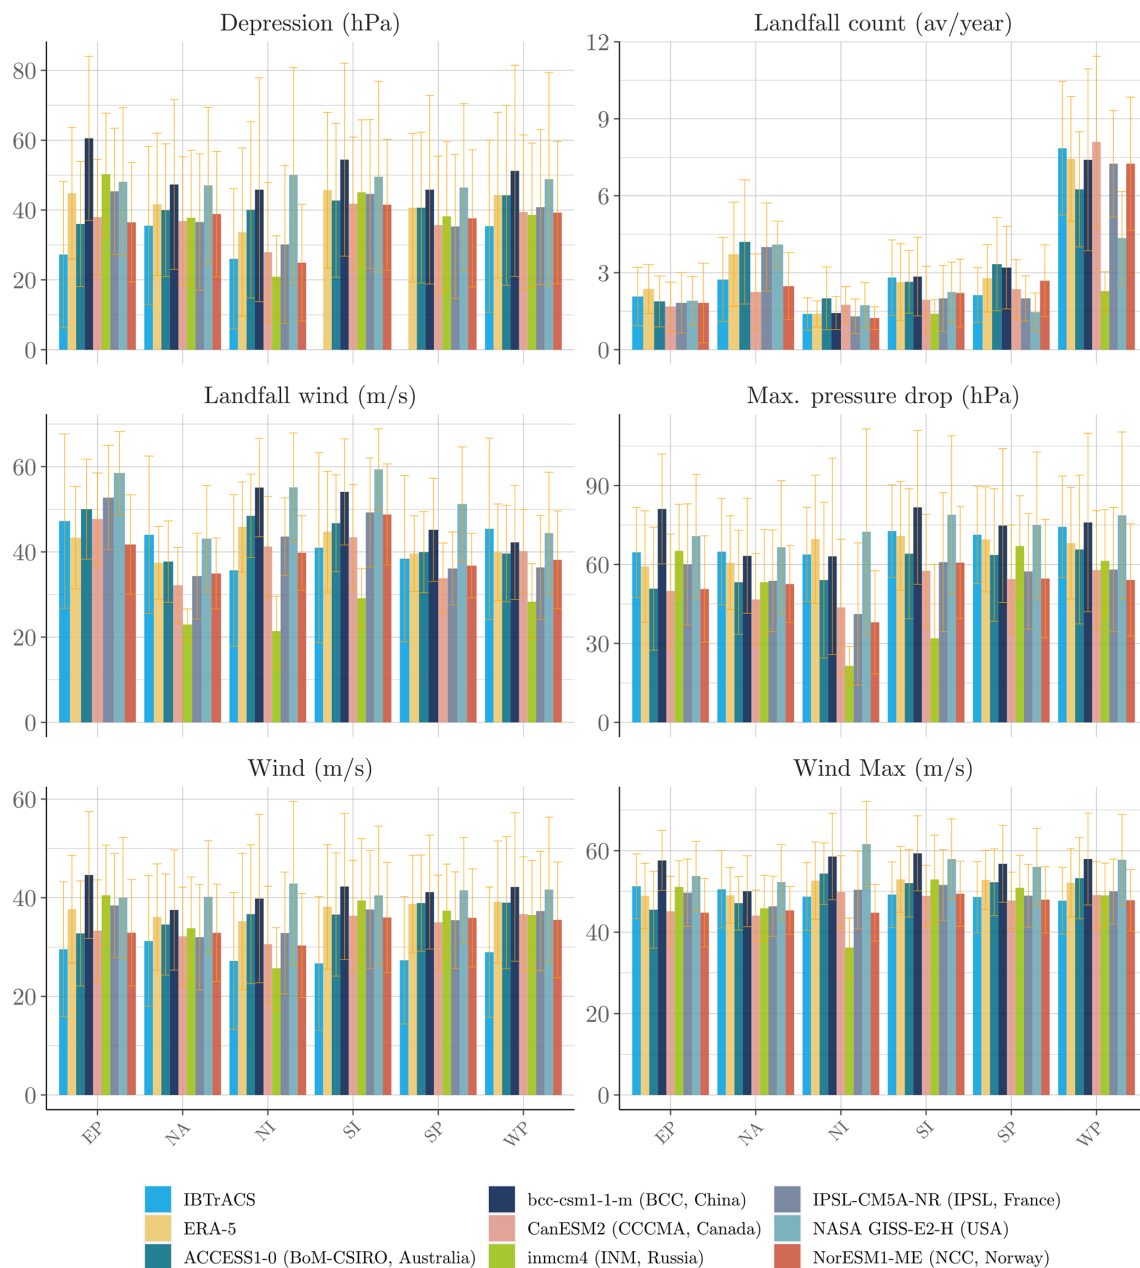 Depression (hPa)
Landfall count (av/year)
80
60
40
20
0
12
9
6
3
0
Landfall wind (m/s)
Max. pressure drop (hPa)
60
40
20
0
90
60
30
0
Wind (m/s)
Wind Max (m/s)
60
40
20
0
60
40
20
0
EP NA NI SI SP WP
EP NA NI SI SP WP
IBTrACS
ERA-5
ACCESS1-0 (BoM-CSIRO, Australia)
bcc-csm1-1-m (BCC, China)
CanESM2 (CCCMA, Canada)
inmcm4 (INM, Russia)
IPSL-CM5A-NR (IPSL, France)
NASA GISS-E2-H (USA)
NorESM1-ME (NCC, Norway)